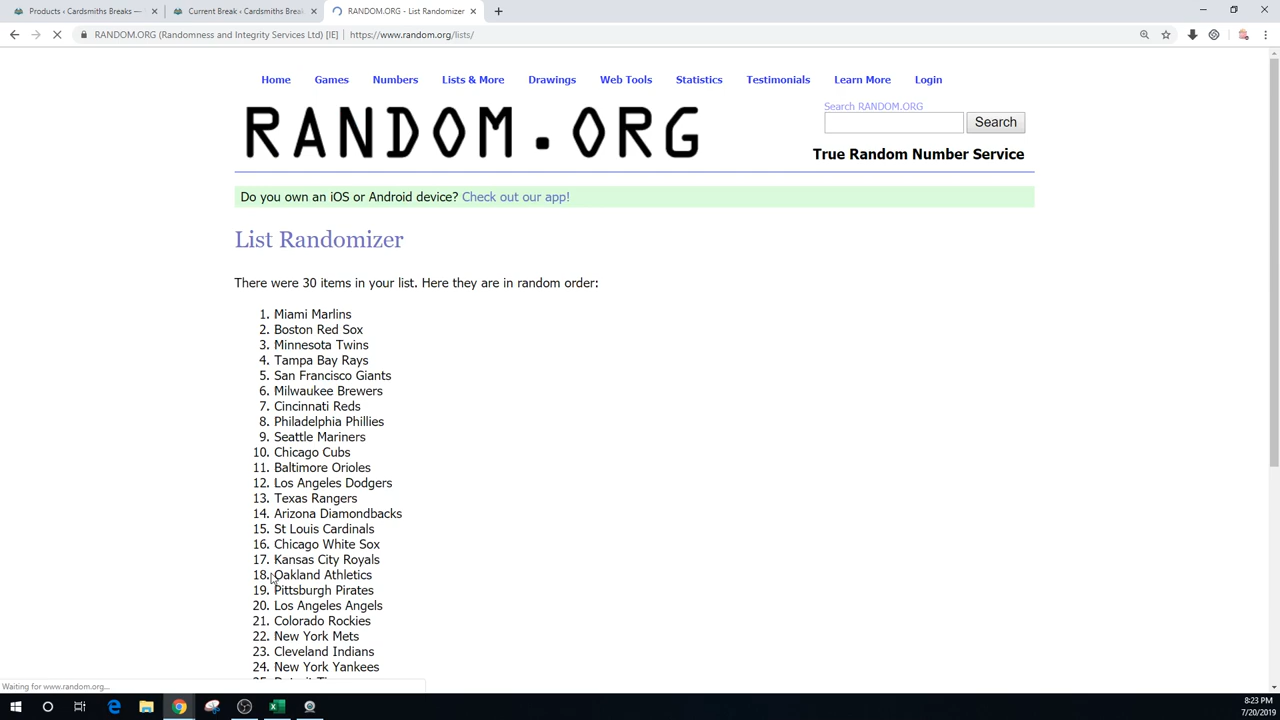 Products ‹ Cardsmiths Breaks — 
Current Break ‹ Cardsmiths Break
RANDOM.ORG - List Randomizer
RANDOM.ORG (Randomness and Integrity Services Ltd) [IE] | https://www.random.org/lists/
Home Games Numbers Lists & More Drawings Web Tools Statistics Testimonials Learn More Login
RANDOM.ORG
Search RANDOM.ORG
Search
True Random Number Service
Do you own an iOS or Android device? Check out our app!
List Randomizer
There were 30 items in your list. Here they are in random order:
1. Miami Marlins
2. Boston Red Sox
3. Minnesota Twins
4. Tampa Bay Rays
5. San Francisco Giants
6. Milwaukee Brewers
7. Cincinnati Reds
8. Philadelphia Phillies
9. Seattle Mariners
10. Chicago Cubs
11. Baltimore Orioles
12. Los Angeles Dodgers
13. Texas Rangers
14. Arizona Diamondbacks
15. St Louis Cardinals
16. Chicago White Sox
17. Kansas City Royals
18. Oakland Athletics
19. Pittsburgh Pirates
20. Los Angeles Angels
21. Colorado Rockies
22. New York Mets
23. Cleveland Indians
24. New York Yankees
Waiting for www.random.org...
8:23 PM
7/20/2019